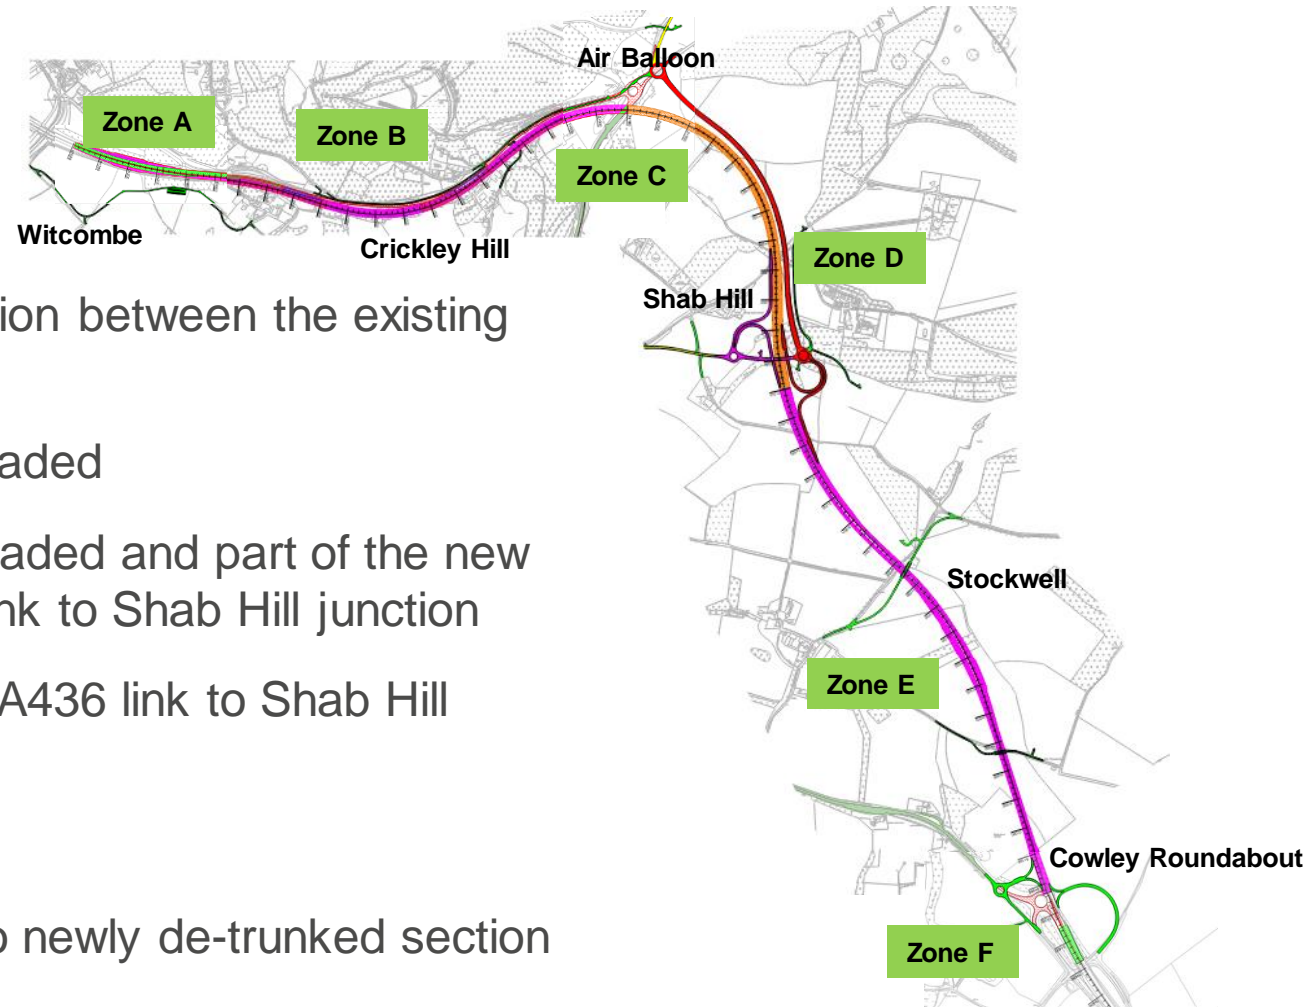 Air Balloon
Zone A
Zone B
Zone C
Witcombe
Crickley Hill
Zone D
Shab Hill
ion between the existing
aded
aded and part of the new
nk to Shab Hill junction
Stockwell
A436 link to Shab Hill
Zone E
Cowley Roundabout
newly de-trunked section
Zone F